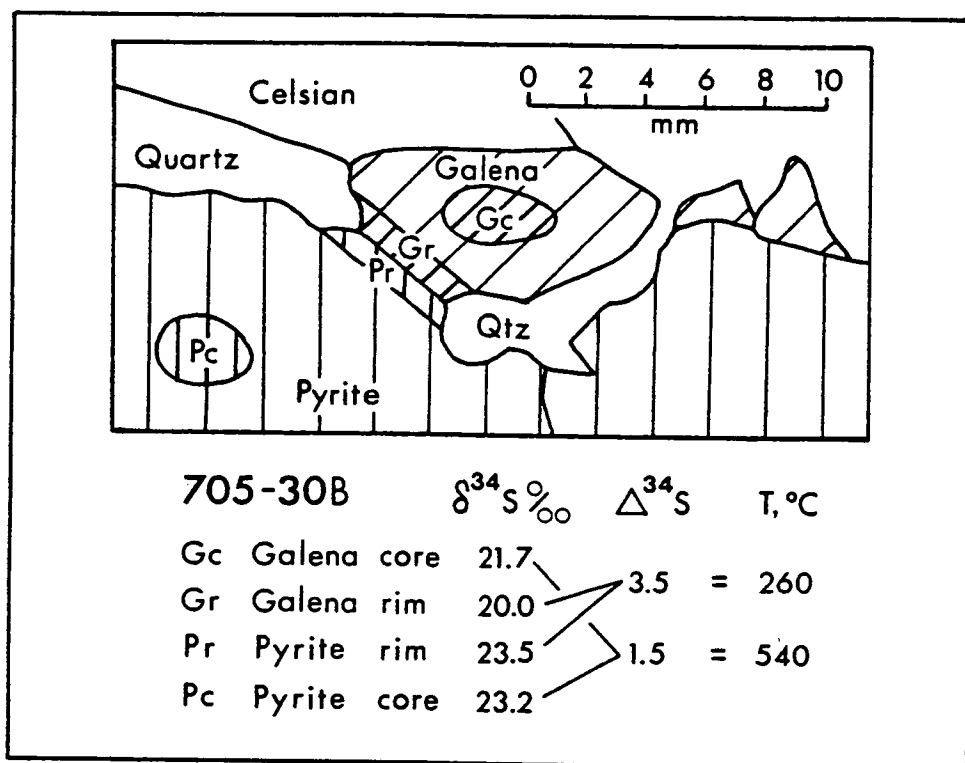 0 2 4 6 8 10
mm
Celsian
Quartz
Galena
Gc
Gr
Pr
Qtz
Pc
Pyrite
705-30B δ³⁴S ‰ Δ³⁴S T, °C
Gc Galena core 21.7
3.5 = 260
Gr Galena rim 20.0
Pr Pyrite rim 23.5 1.5 = 540
Pc Pyrite core 23.2